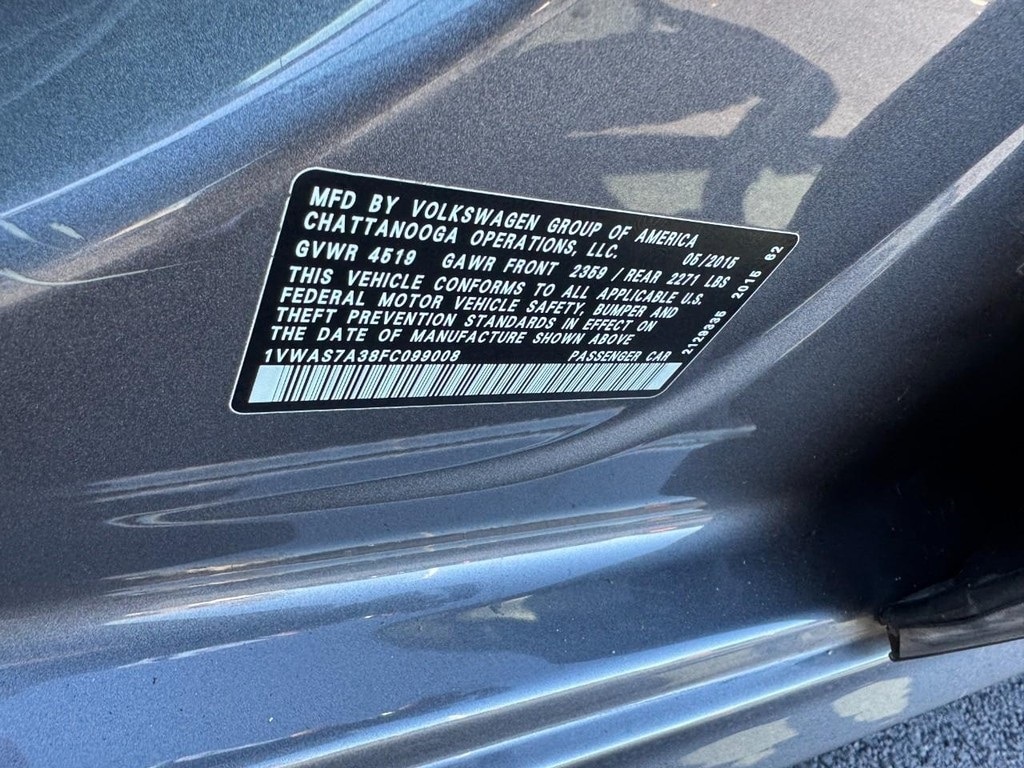 MFD BY VOLKSWAGEN GROUP OF AMERICA
CHATTANOOGA OPERATIONS, LLC. 05/2015
GVWR 4519 GAWR FRONT 2359 / REAR 2271 LBS
THIS VEHICLE CONFORMS TO ALL APPLICABLE U.S.
FEDERAL MOTOR VEHICLE SAFETY, BUMPER AND
THEFT PREVENTION STANDARDS IN EFFECT ON
THE DATE OF MANUFACTURE SHOWN ABOVE
1VWAS7A38FC099008 PASSENGER CAR
2129335 2015 62